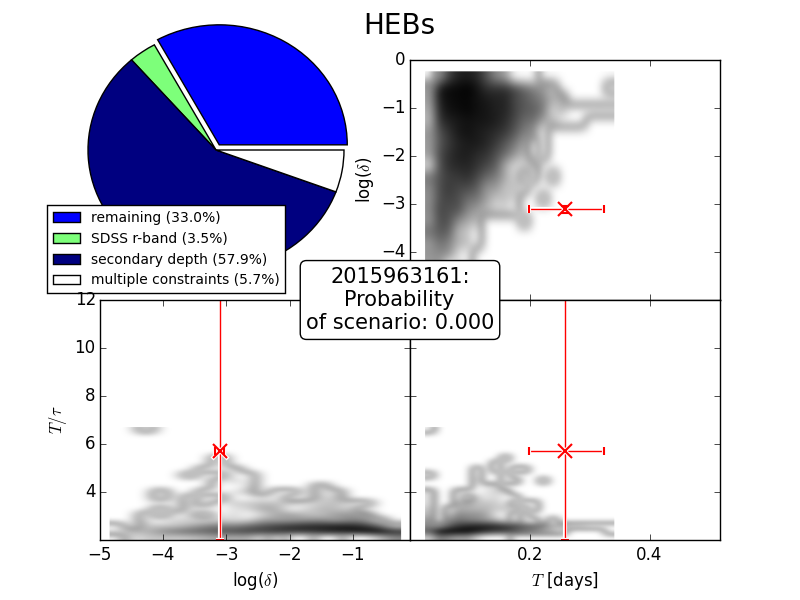 HEBs
remaining (33.0%)
SDSS r-band (3.5%)
secondary depth (57.9%)
multiple constraints (5.7%)
0
−1
−2
−3
−4
log(δ)
2015963161:
Probability
of scenario: 0.000
12
10
8
6
4
T/τ
−5 −4 −3 −2 −1
log(δ)
0.2 0.4
T [days]